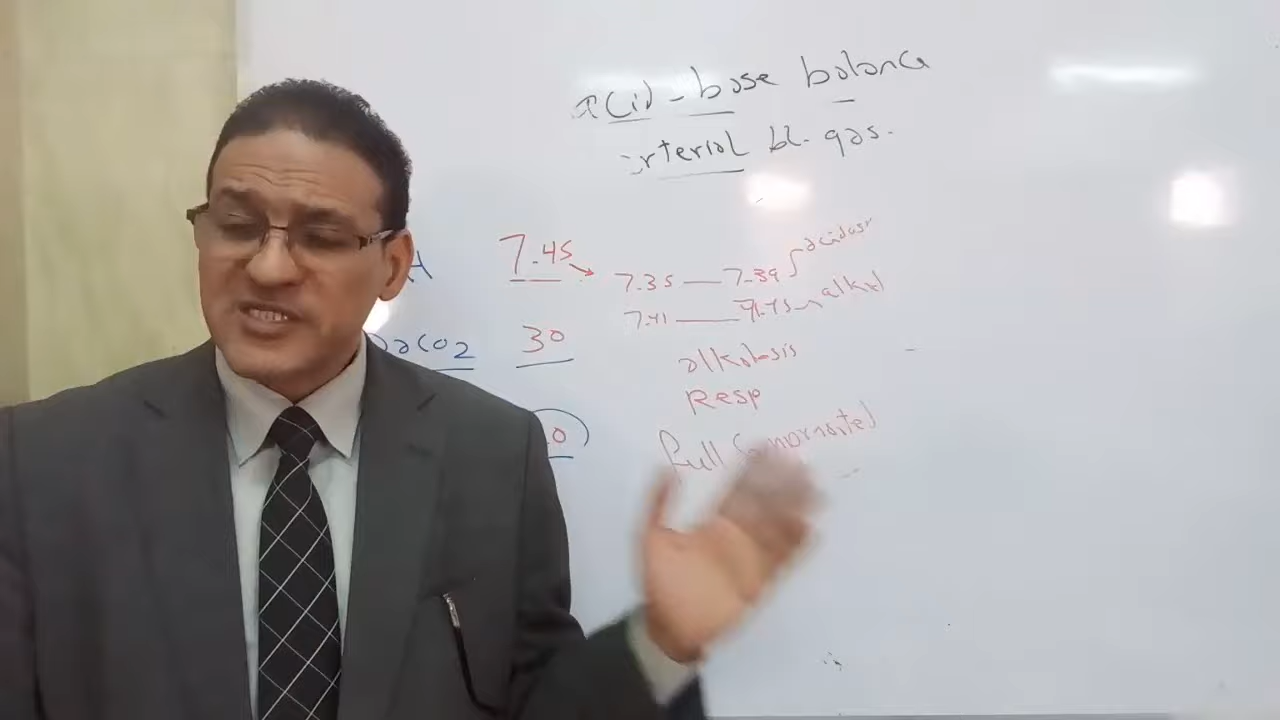 acid - base balance
arterial bl. gas.
H 7.45 7.35 — 7.39 acidosis
7.41 — 7.45 alkal
PaCO2 30 alkalosis
Resp
0 full compensated